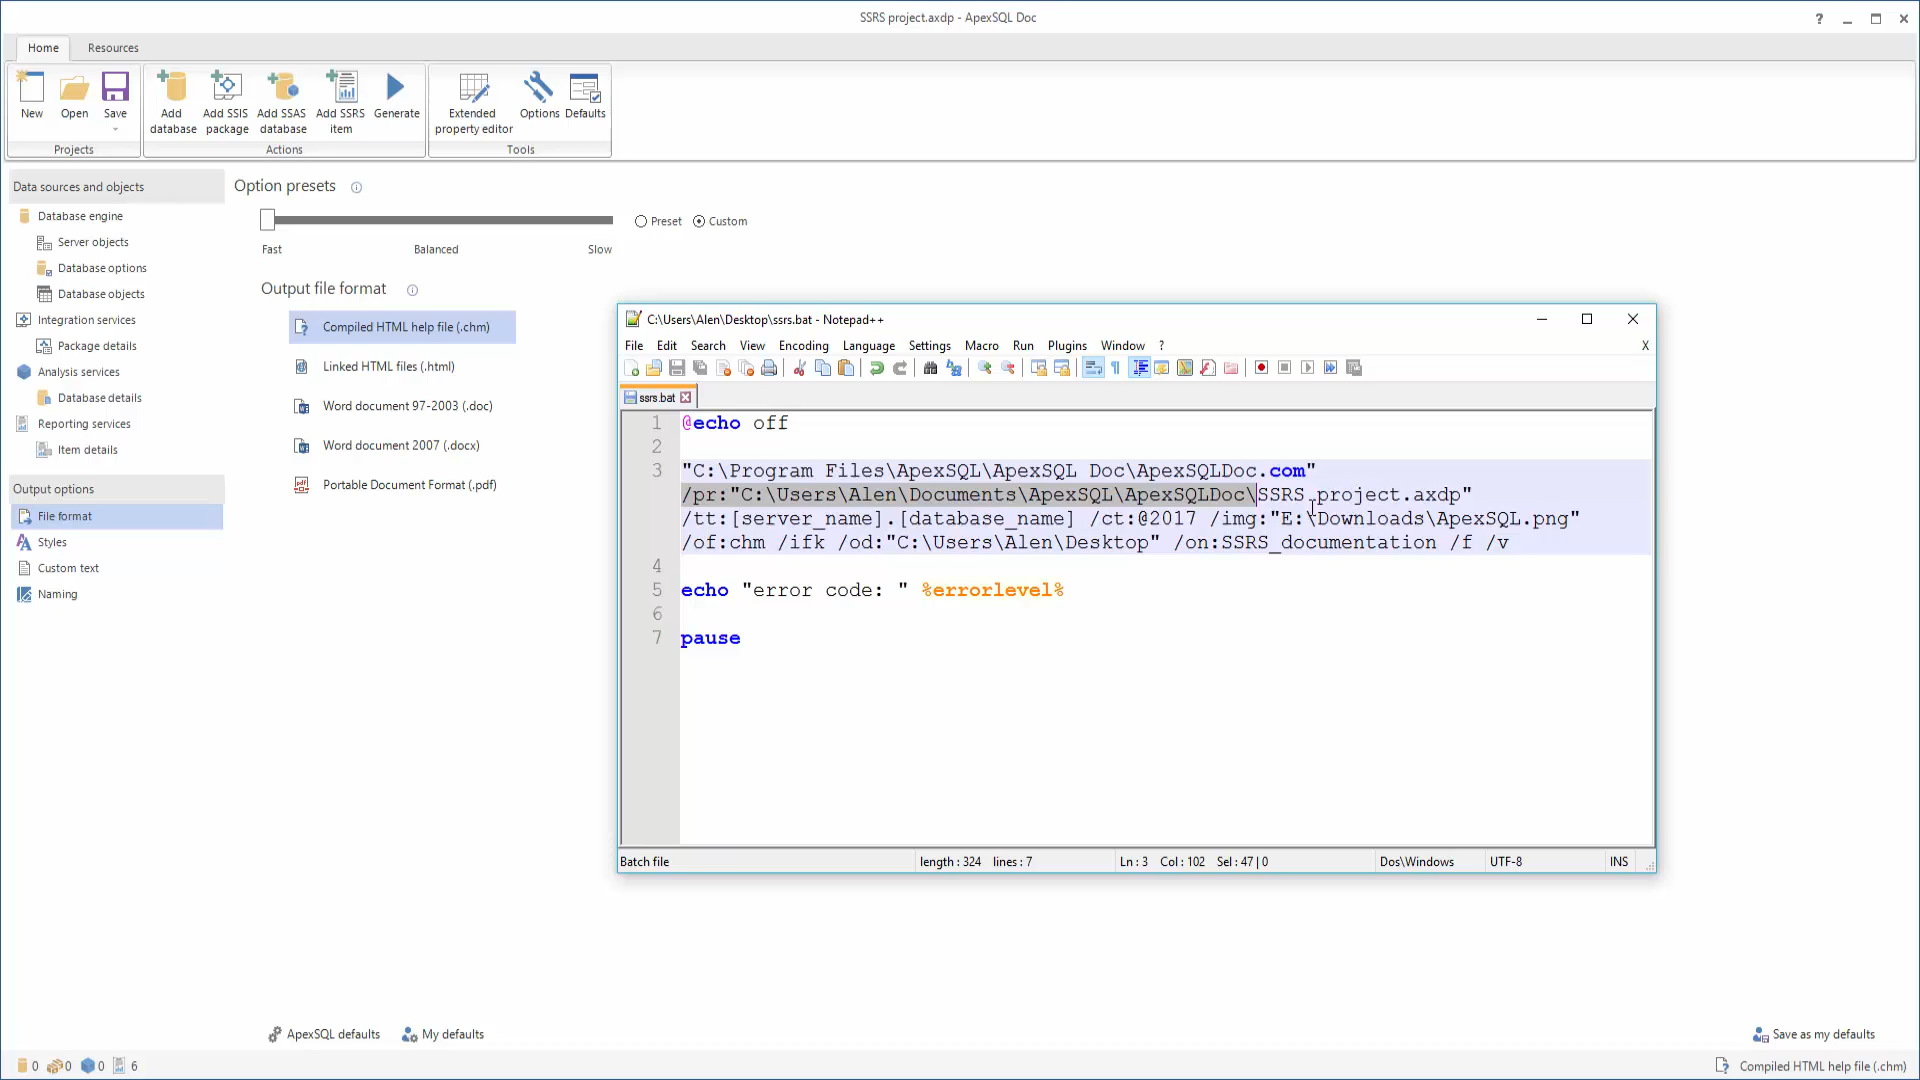 SSRS project.axdp - ApexSQL Doc
?
Home Resources
New Open Save Add database Add SSIS package Add SSAS database Add SSRS item Generate Extended property editor Options Defaults
Projects Actions Tools
Data sources and objects
Database engine
Server objects
Database options
Database objects
Integration services
Package details
Analysis services
Database details
Reporting services
Item details
Output options
File format
Styles
Custom text
Naming
Option presets
Preset Custom
Fast Balanced Slow
Output file format
Compiled HTML help file (.chm)
Linked HTML files (.html)
Word document 97-2003 (.doc)
Word document 2007 (.docx)
Portable Document Format (.pdf)
C:\Users\Alen\Desktop\ssrs.bat - Notepad++
File Edit Search View Encoding Language Settings Macro Run Plugins Window ? X
ssrs.bat
1 @echo off
2
3 "C:\Program Files\ApexSQL\ApexSQL Doc\ApexSQLDoc.com"
/pr:"C:\Users\Alen\Documents\ApexSQL\ApexSQLDoc\SSRS project.axdp"
/tt:[server_name].[database_name] /ct:@2017 /img:"E:\Downloads\ApexSQL.png"
/of:chm /ifk /od:"C:\Users\Alen\Desktop" /on:SSRS_documentation /f /v
4
5 echo "error code: " %errorlevel%
6
7 pause
Batch file length : 324 lines : 7 Ln : 3 Col : 102 Sel : 47 | 0 Dos\Windows UTF-8 INS
ApexSQL defaults My defaults Save as my defaults
0 0 0 6 Compiled HTML help file (.chm)